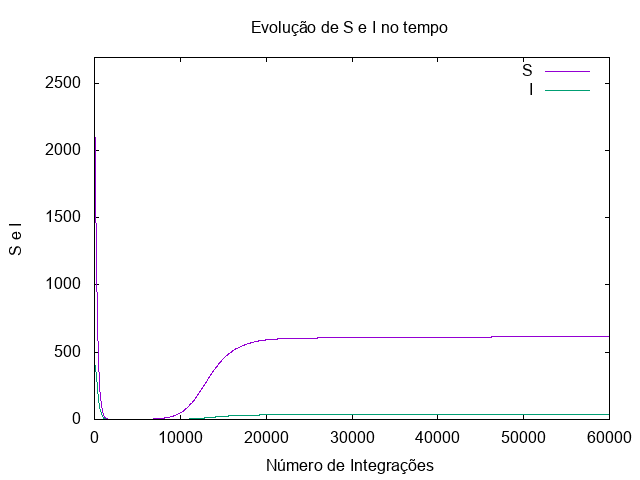 Evolução de S e I no tempo
S
I
2500
2000
1500
1000
500
0
S e I
0 10000 20000 30000 40000 50000 60000
Número de Integrações